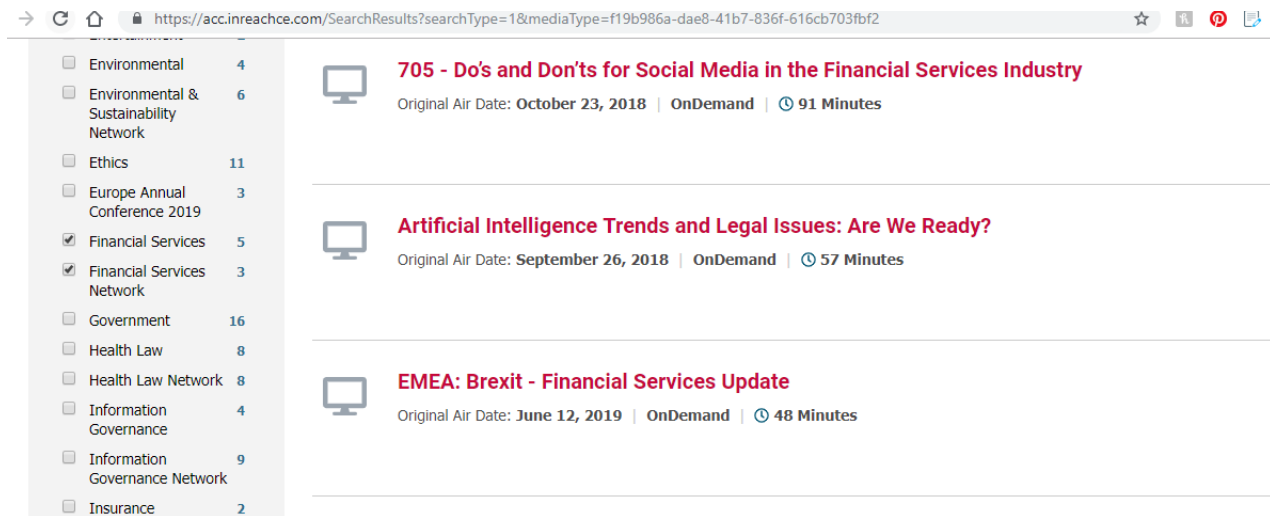 https://acc.inreachce.com/SearchResults?searchType=1&mediaType=f19b986a-dae8-41b7-836f-616cb703fbf2
Environmental 4
Environmental & 6
Sustainability
Network
Ethics 11
Europe Annual 3
Conference 2019
Financial Services 5
Financial Services 3
Network
Government 16
Health Law 8
Health Law Network 8
Information 4
Governance
Information 9
Governance Network
Insurance 2
705 - Do's and Don'ts for Social Media in the Financial Services Industry
Original Air Date: October 23, 2018 | OnDemand | 91 Minutes
Artificial Intelligence Trends and Legal Issues: Are We Ready?
Original Air Date: September 26, 2018 | OnDemand | 57 Minutes
EMEA: Brexit - Financial Services Update
Original Air Date: June 12, 2019 | OnDemand | 48 Minutes